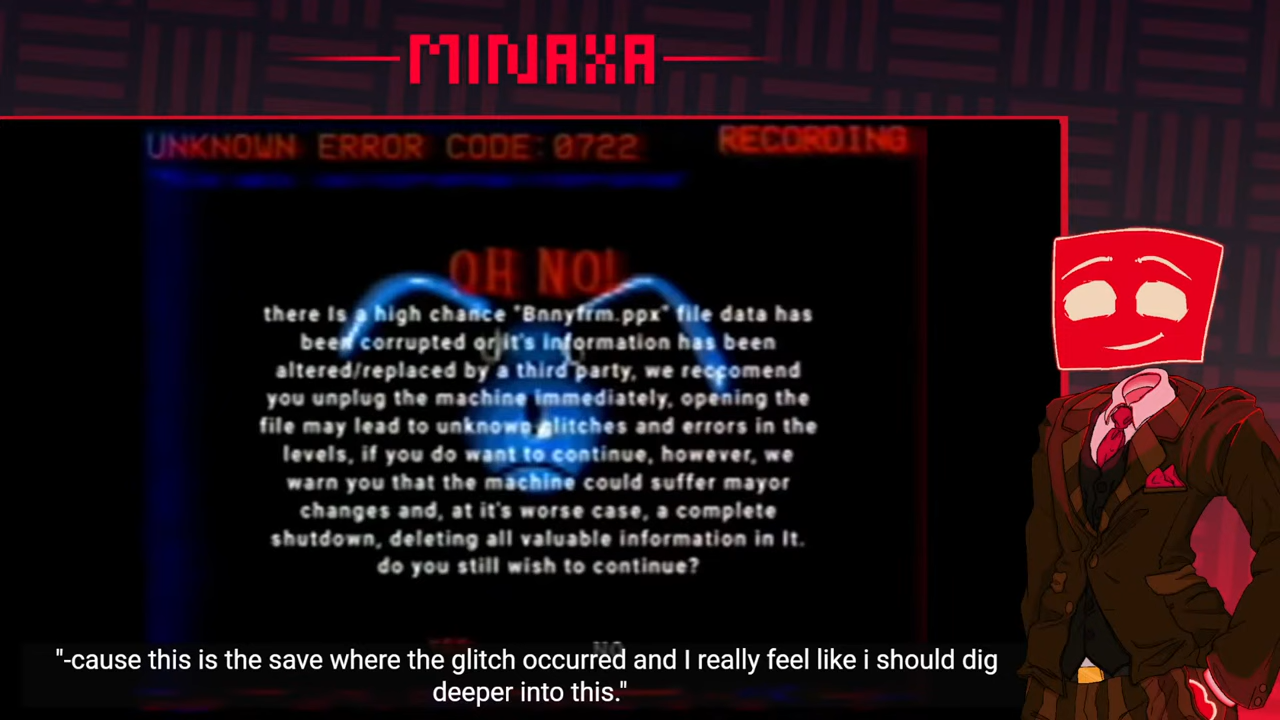 MINAXA
UNKNOWN ERROR CODE:0722
RECORDING
OH NO!
there Is a high chance "Bnnyfrm.ppx" file data has
been corrupted or it's information has been
altered/replaced by a third party, we reccomend
you unplug the machine immediately, opening the
file may lead to unknown glitches and errors in the
levels, if you do want to continue, however, we
warn you that the machine could suffer mayor
changes and, at it's worse case, a complete
shutdown, deleting all valuable information in It.
do you still wish to continue?
NO
"-cause this is the save where the glitch occurred and I really feel like i should dig
deeper into this."